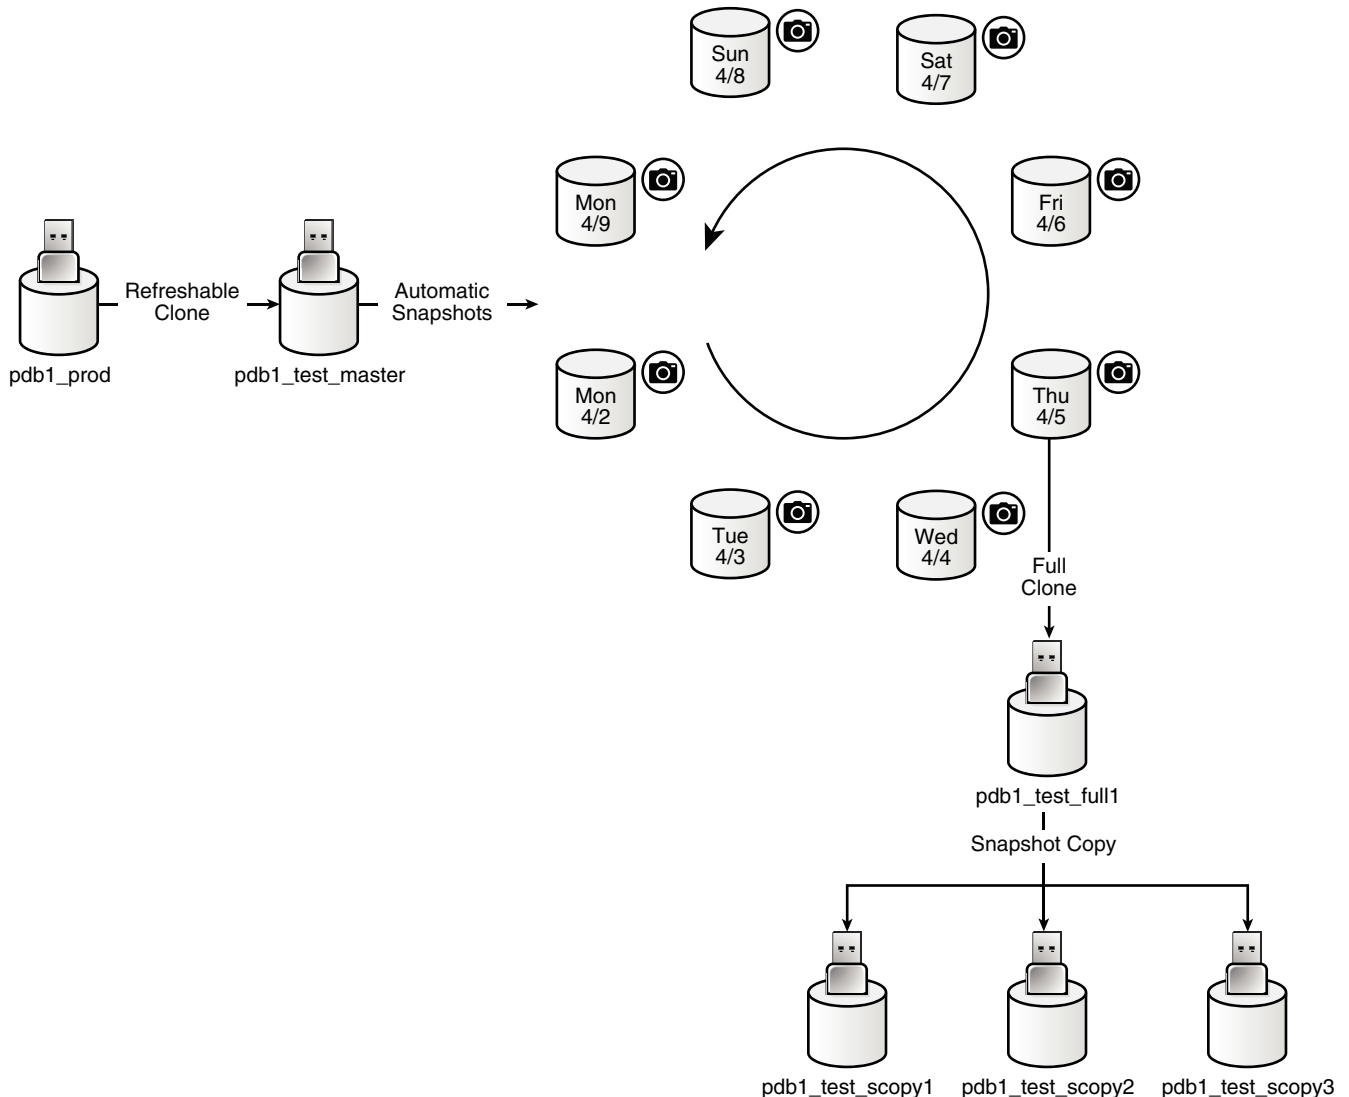 Sun
4/8
Sat
4/7
Mon
4/9
Fri
4/6
Refreshable
Clone
Automatic
Snapshots
pdb1_prod
pdb1_test_master
Mon
4/2
Thu
4/5
Tue
4/3
Wed
4/4
Full
Clone
pdb1_test_full1
Snapshot Copy
pdb1_test_scopy1
pdb1_test_scopy2
pdb1_test_scopy3